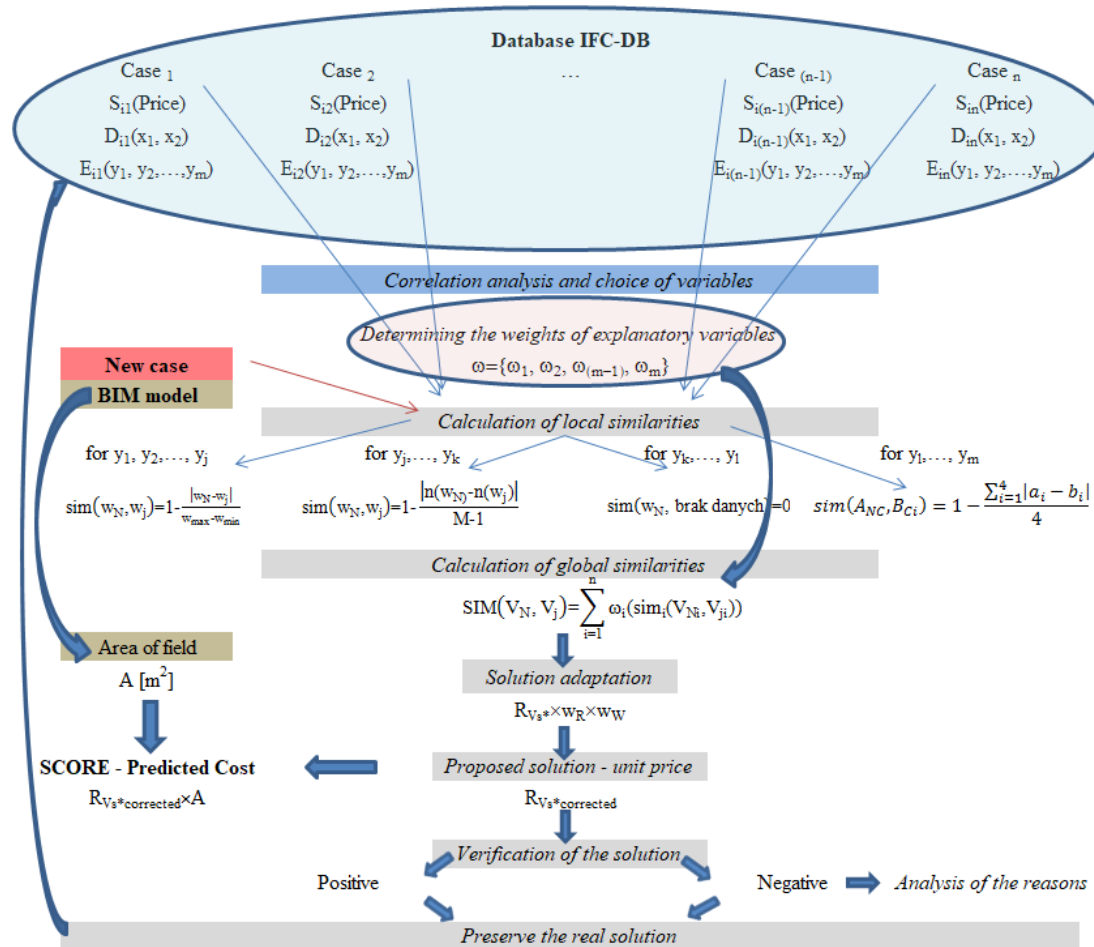 Database IFC-DB
Case 1 Case 2 … Case (n-1) Case n
Si1(Price) Si2(Price) Si(n-1)(Price) Sin(Price)
Di1(x1, x2) Di2(x1, x2) Di(n-1)(x1, x2) Din(x1, x2)
Ei1(y1, y2,…,ym) Ei2(y1, y2,…,ym) Ei(n-1)(y1, y2,…,ym) Ein(y1, y2,…,ym)
Correlation analysis and choice of variables
Determining the weights of explanatory variables
ω={ω1, ω2, ω(m−1), ωm}
New case
BIM model
Calculation of local similarities
for y1, y2,…, yj for yj,…, yk for yk,…, yl for yl,…, ym
sim(wN,wj)=1-|wN-wj|/(wmax-wmin) sim(wN,wj)=1-|n(wN)-n(wj)|/(M-1) sim(wN, brak danych)=0 sim(ANC,BCi) = 1 − ∑i=1^4|ai − bi|/4
Calculation of global similarities
SIM(VN, Vj)=∑i=1^n ωi(simi(VNi,Vji))
Area of field
A [m²]
Solution adaptation
RVs*×wR×wW
SCORE - Predicted Cost
RVs*corrected×A
Proposed solution - unit price
RVs*corrected
Verification of the solution
Positive Negative Analysis of the reasons
Preserve the real solution